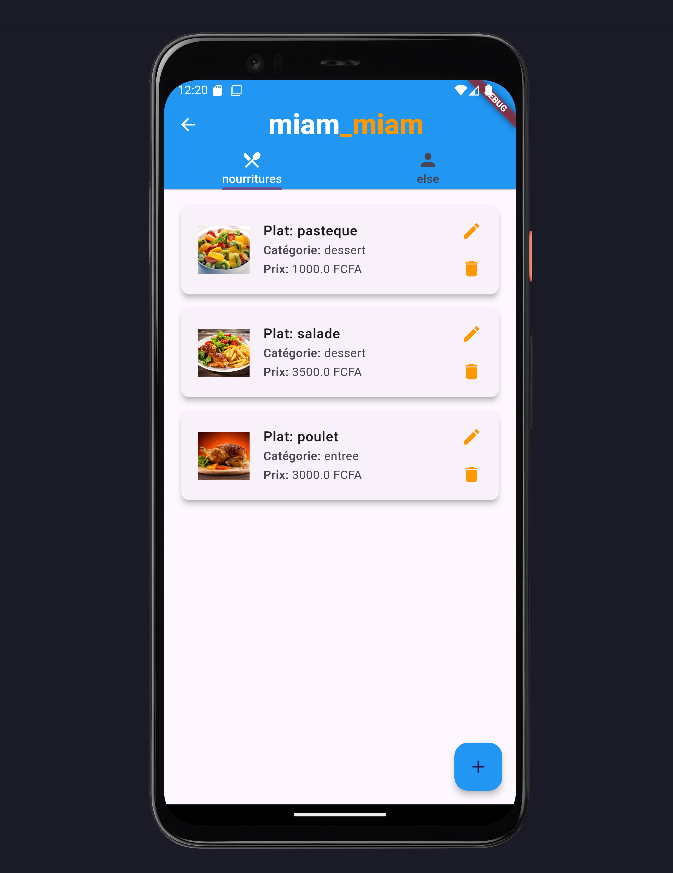 12:20
DEBUG
miam_miam
nourritures
else
Plat: pasteque
Catégorie: dessert
Prix: 1000.0 FCFA
Plat: salade
Catégorie: dessert
Prix: 3500.0 FCFA
Plat: poulet
Catégorie: entree
Prix: 3000.0 FCFA